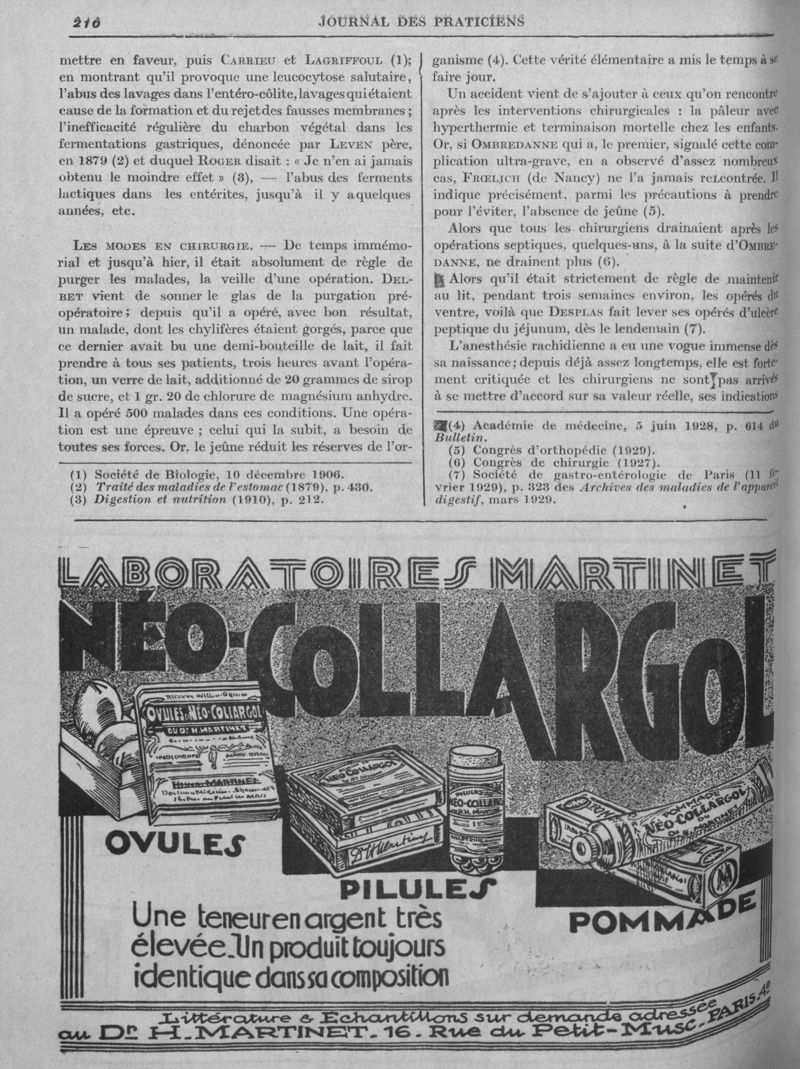 216
JOURNAL DES PRATICIENS
mettre en faveur, puis CARRIEU et LAGRIFFOUL (1);
en montrant qu'il provoque une leucocytose salutaire,
l'abus des lavages dans l'entéro-côlite, lavages qui étaient
cause de la formation et du rejet des fausses membranes ;
l'inefficacité régulière du charbon végétal dans les
fermentations gastriques, dénoncée par LEVEN père,
en 1879 (2) et duquel ROGER disait : « Je n'en ai jamais
obtenu le moindre effet » (3), — l'abus des ferments
lactiques dans les entérites, jusqu'à il y a quelques
années, etc.
LES MODES EN CHIRURGIE. — De temps immémo-
rial et jusqu'à hier, il était absolument de règle de
purger les malades, la veille d'une opération. DEL-
BET vient de sonner le glas de la purgation pré-
opératoire ; depuis qu'il a opéré, avec bon résultat,
un malade, dont les chylifères étaient gorgés, parce que
ce dernier avait bu une demi-bouteille de lait, il fait
prendre à tous ses patients, trois heures avant l'opéra-
tion, un verre de lait, additionné de 20 grammes de sirop
de sucre, et 1 gr. 20 de chlorure de magnésium anhydre.
Il a opéré 500 malades dans ces conditions. Une opéra-
tion est une épreuve ; celui qui la subit, a besoin de
toutes ses forces. Or, le jeûne réduit les réserves de l'or-
(1) Société de Biologie, 10 décembre 1906.
(2) Traité des maladies de l'estomac (1879), p. 430.
(3) Digestion et nutrition (1910), p. 212.
ganisme (4). Cette vérité élémentaire a mis le temps à se
faire jour.
Un accident vient de s'ajouter à ceux qu'on rencontre
après les interventions chirurgicales : la pâleur avec
hyperthermie et terminaison mortelle chez les enfants.
Or, si OMBREDANNE qui a, le premier, signalé cette com-
plication ultra-grave, en a observé d'assez nombreux
cas, FRŒLICH (de Nancy) ne l'a jamais reLcontrée. Il
indique précisément, parmi les précautions à prendre
pour l'éviter, l'absence de jeûne (5).
Alors que tous les chirurgiens drainaient après les
opérations septiques, quelques-uns, à la suite d'OMBRE-
DANNE, ne drainent plus (6).
Alors qu'il était strictement de règle de maintenir
au lit, pendant trois semaines environ, les opérés du
ventre, voilà que DESPLAS fait lever ses opérés d'ulcère
peptique du jéjunum, dès le lendemain (7).
L'anesthésie rachidienne a eu une vogue immense dès
sa naissance ; depuis déjà assez longtemps, elle est forte-
ment critiquée et les chirurgiens ne sont pas arrivés
à se mettre d'accord sur sa valeur réelle, ses indications
(4) Académie de médecine, 5 juin 1928, p. 614 du
Bulletin.
(5) Congrès d'orthopédie (1929).
(6) Congrès de chirurgie (1927).
(7) Société de gastro-entérologie de Paris (11 fé-
vrier 1929), p. 323 des Archives des maladies de l'appareil
digestif, mars 1929.
LABORATOIRES MARTINET
NÉO-COLLARGOL
OVULES-NÉO-COLLARGOL
DU Dr H. MARTINET
INDICATIONS
HENRI MARTINET
NÉO-COLLARGOL
Dr H Martinet
PILULES
NÉO-COLLARGOL
POMMADE
DU
NÉO-COLLARGOL
OVULES
PILULES
POMMADE
Une teneur en argent très
élevée. Un produit toujours
identique dans sa composition
Littérature & Echantillons sur demande adressée
au Dr H. MARTINET. 16. Rue du Petit-Musc. PARIS. 4e